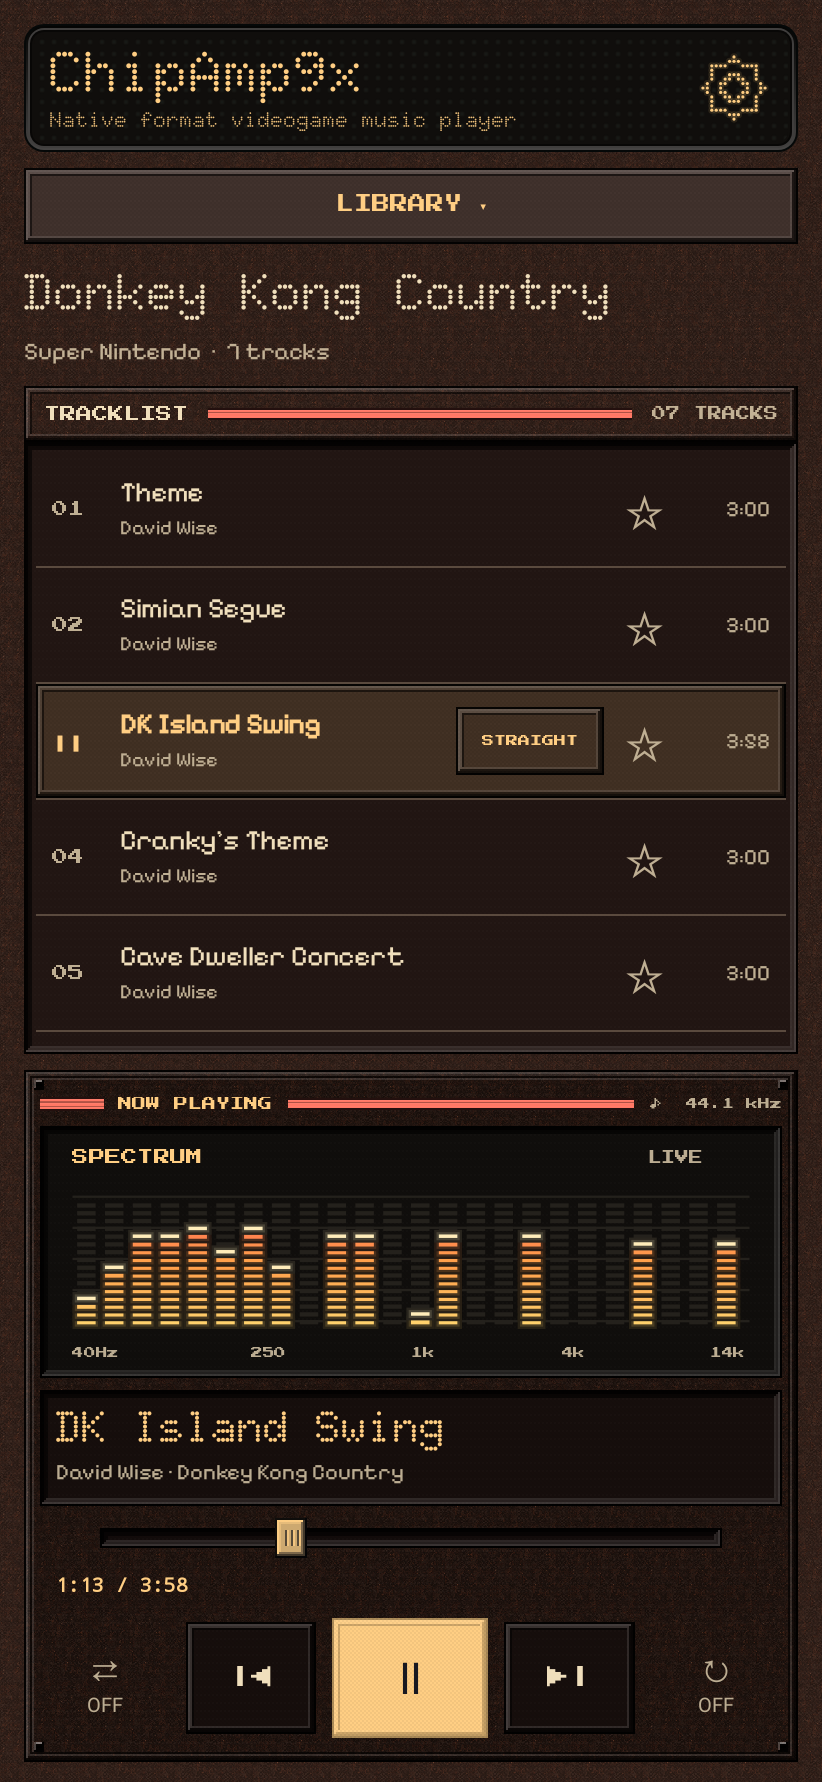 ChipAmp9x
Native format videogame music player
LIBRARY ▾
Donkey Kong Country
Super Nintendo · 7 tracks
TRACKLIST 07 TRACKS
01 Theme 3:00
David Wise
02 Simian Segue 3:00
David Wise
DK Island Swing STRAIGHT 3:58
David Wise
04 Cranky's Theme 3:00
David Wise
05 Cave Dweller Concert 3:00
David Wise
NOW PLAYING ♪ 44.1 kHz
SPECTRUM LIVE
40Hz 250 1k 4k 14k
DK Island Swing
David Wise · Donkey Kong Country
1:13 / 3:58
OFF OFF